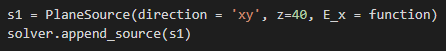 s1 = PlaneSource(direction = 'xy', z=40, E_x = function)
solver.append_source(s1)